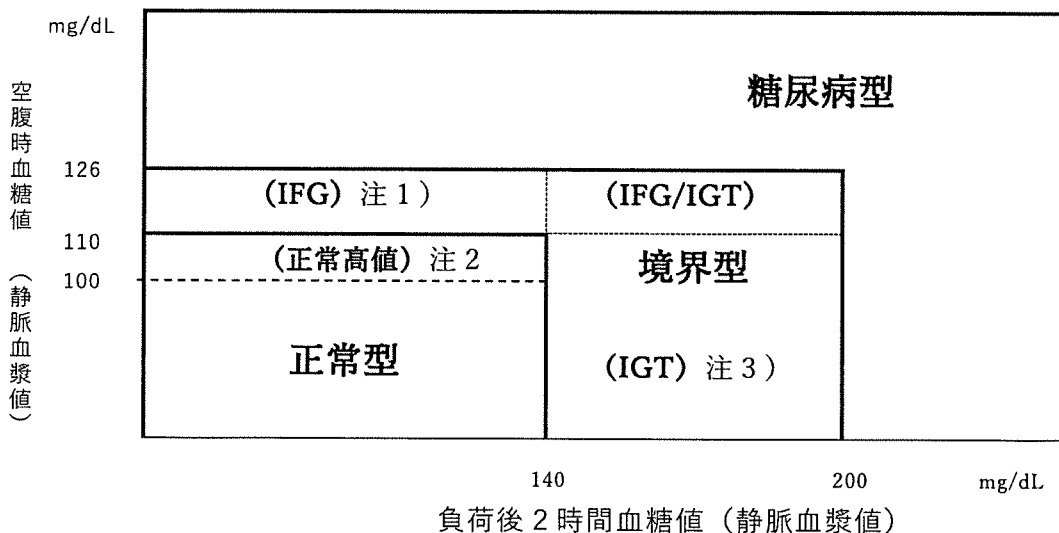 mg/dL
空腹時血糖値（静脈血漿値）
糖尿病型
126
(IFG) 注1）
(IFG/IGT)
110
(正常高値) 注2
境界型
100
正常型
(IGT) 注3）
140
200
mg/dL
負荷後2時間血糖値（静脈血漿値）